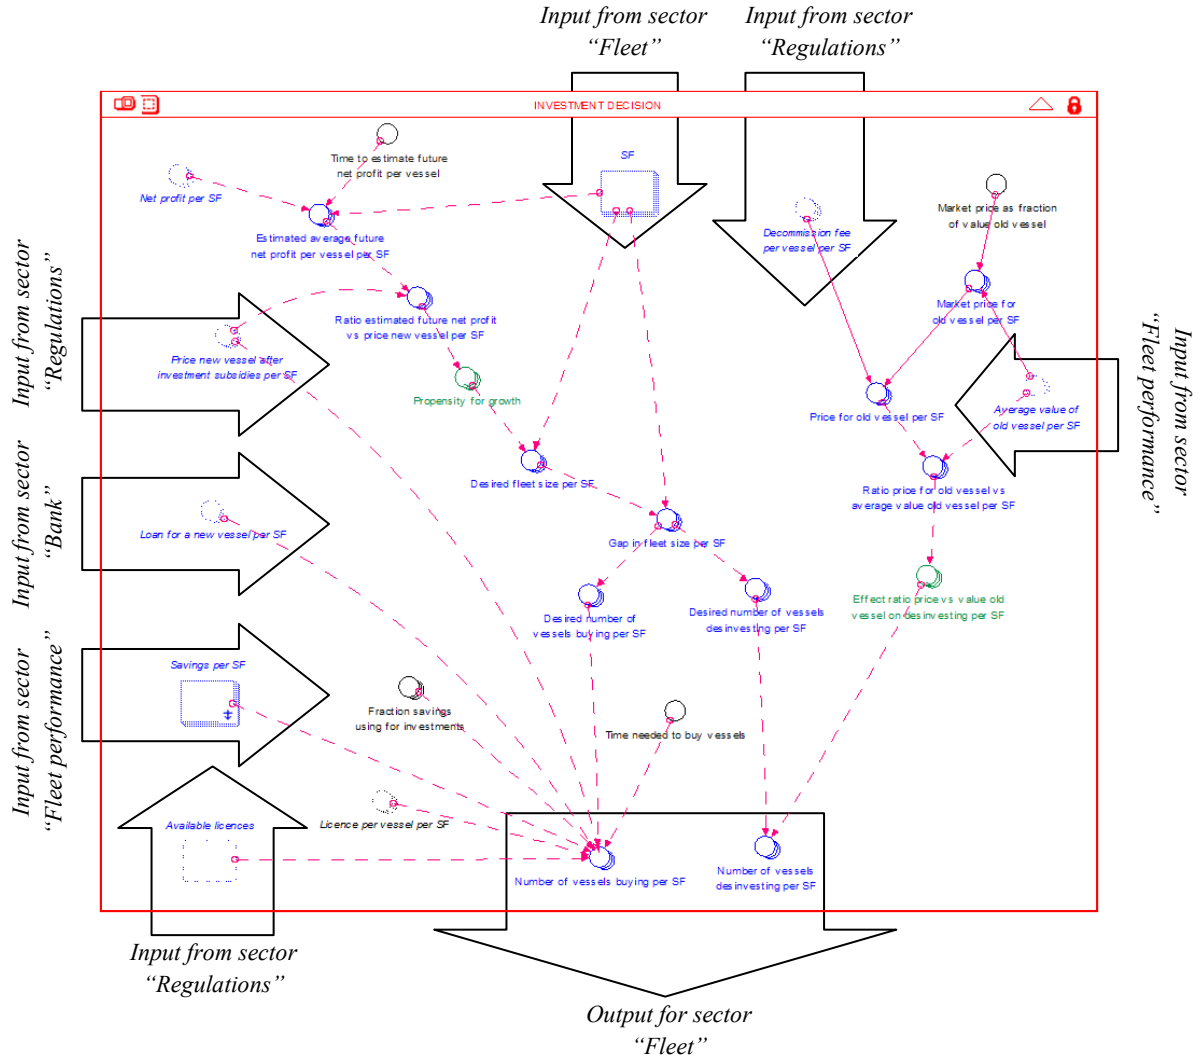 Input from sector
“Fleet”
Input from sector
“Regulations”
INVESTMENT DECISION
Time to estimate future
net profit per vessel
SF
Net profit per SF
Market price as fraction
of value old vessel
Decommission fee
per vessel per SF
Estimated average future
net profit per vessel per SF
Input from sector
“Regulations”
Ratio estimated future net profit
vs price new vessel per SF
Market price for
old vessel per SF
Price new vessel after
investment subsidies per SF
Propensity for growth
Price for old vessel per SF
Average value of
old vessel per SF
Input from sector
“Fleet performance”
Desired fleet size per SF
Ratio price for old vessel vs
average value old vessel per SF
Input from sector
“Bank”
Loan for a new vessel per SF
Gap in fleet size per SF
Desired number of
vessels buying per SF
Desired number of vessels
desinvesting per SF
Effect ratio price vs value old
vessel on desinvesting per SF
Input from sector
“Fleet performance”
Savings per SF
Fraction savings
using for investments
Time needed to buy vessels
Available licences
Licence per vessel per SF
Number of vessels buying per SF
Number of vessels
desinvesting per SF
Input from sector
“Regulations”
Output for sector
“Fleet”